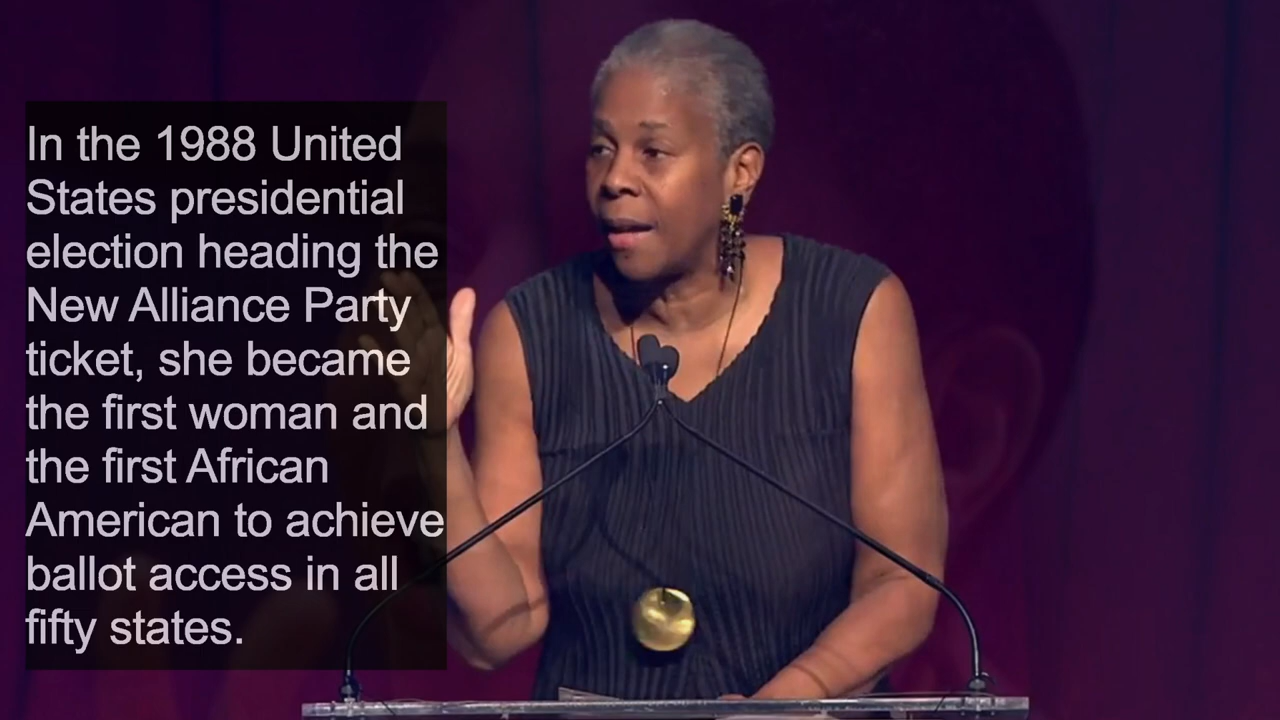 In the 1988 United
States presidential
election heading the
New Alliance Party
ticket, she became
the first woman and
the first African
American to achieve
ballot access in all
fifty states.